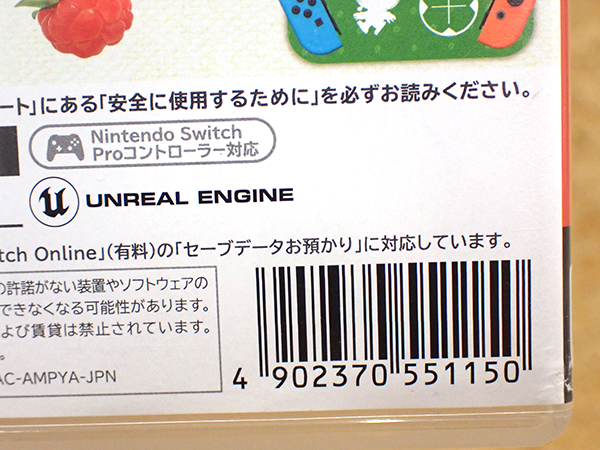 ート」にある「安全に使用するために」を必ずお読みください。
Nintendo Switch
Proコントローラー対応
UNREAL ENGINE
tch Online」(有料)の「セーブデータお預かり」に対応しています。
の許諾がない装置やソフトウェアの
できなくなる可能性があります。
よび賃貸は禁止されています。
。
AC-AMPYA-JPN
4 902370 551150